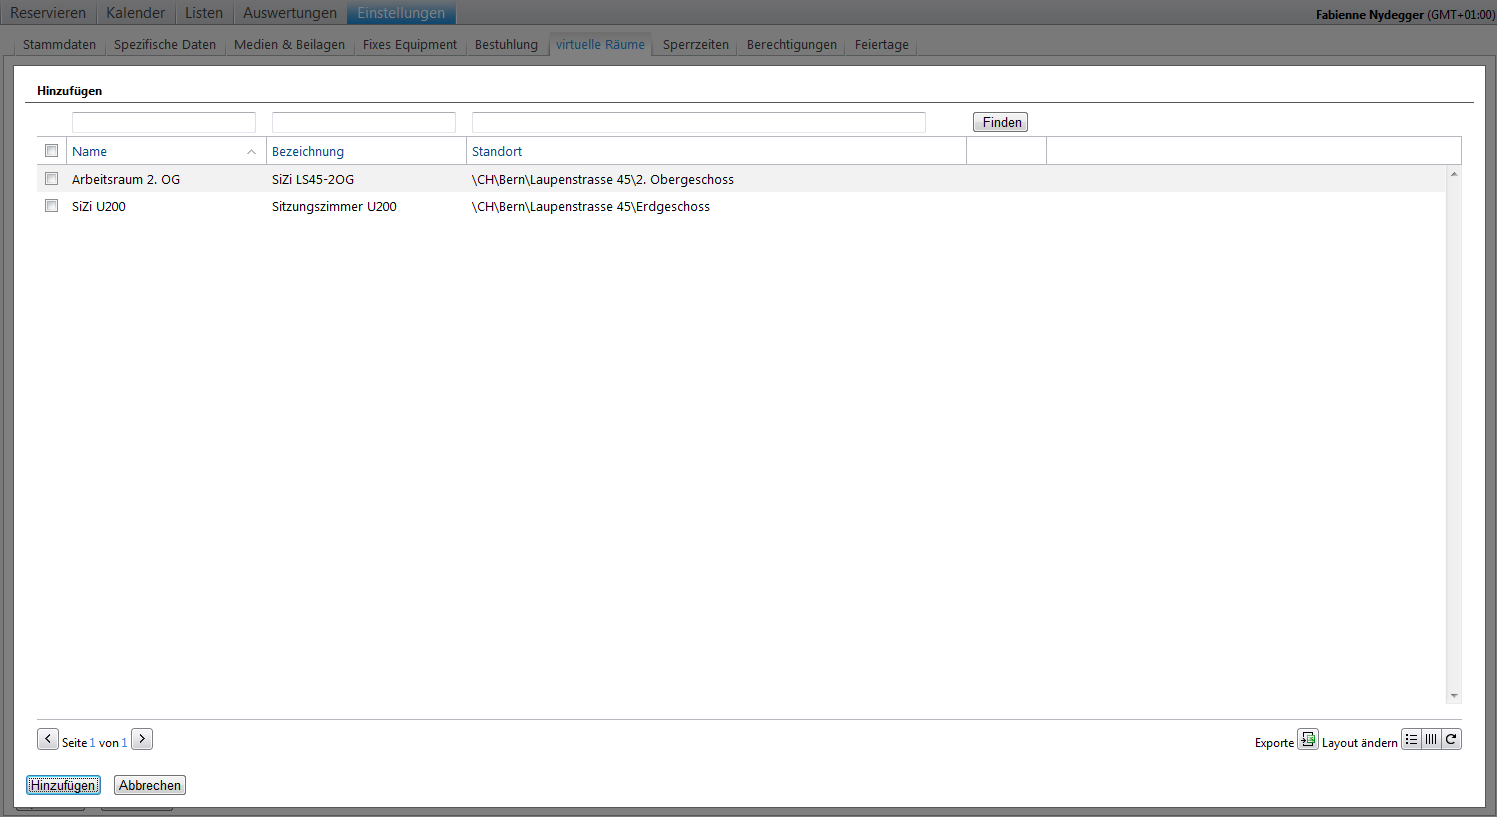 Reservieren Kalender Listen Auswertungen Einstellungen Fabienne Nydegger (GMT+01:00)
Stammdaten Spezifische Daten Medien & Beilagen Fixes Equipment Bestuhlung virtuelle Räume Sperrzeiten Berechtigungen Feiertage
Hinzufügen
Finden
Name Bezeichnung Standort
Arbeitsraum 2. OG SiZi LS45-2OG \CH\Bern\Laupenstrasse 45\2. Obergeschoss
SiZi U200 Sitzungszimmer U200 \CH\Bern\Laupenstrasse 45\Erdgeschoss
Seite 1 von 1 Exporte Layout ändern
Hinzufügen Abbrechen